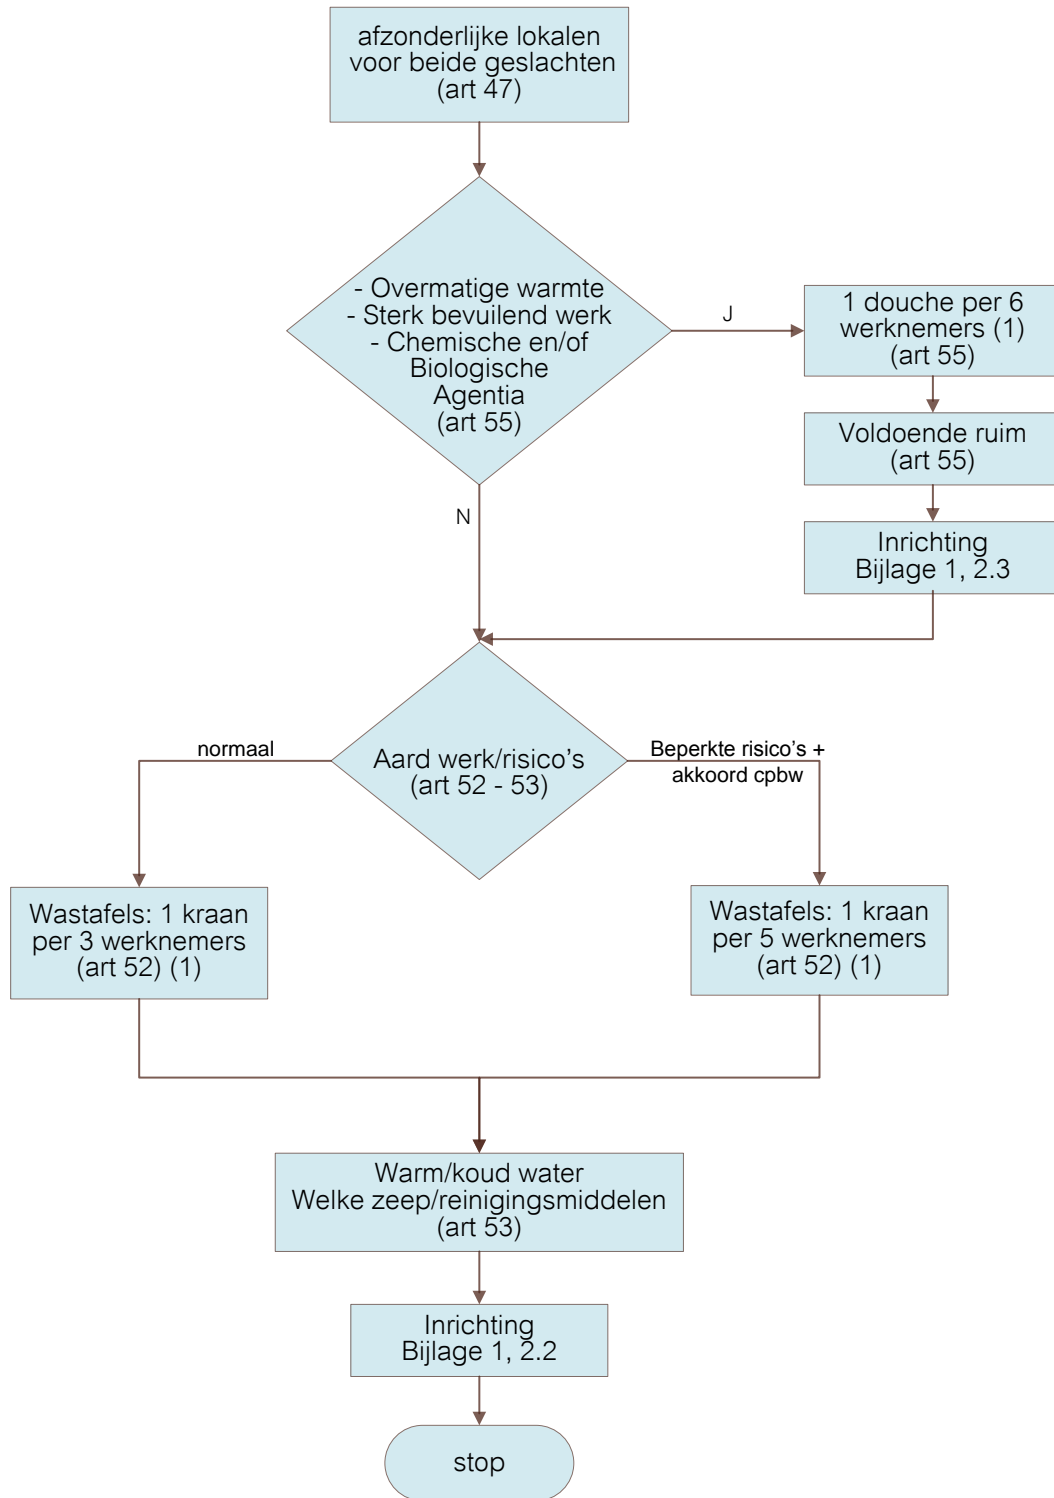 afzonderlijke lokalen
voor beide geslachten
(art 47)
- Overmatige warmte
- Sterk bevuilend werk
- Chemische en/of
Biologische
Agentia
(art 55)
J
1 douche per 6
werknemers (1)
(art 55)
Voldoende ruim
(art 55)
Inrichting
Bijlage 1, 2.3
N
Aard werk/risico's
(art 52 - 53)
normaal
Beperkte risico's +
akkoord cpbw
Wastafels: 1 kraan
per 3 werknemers
(art 52) (1)
Wastafels: 1 kraan
per 5 werknemers
(art 52) (1)
Warm/koud water
Welke zeep/reinigingsmiddelen
(art 53)
Inrichting
Bijlage 1, 2.2
stop